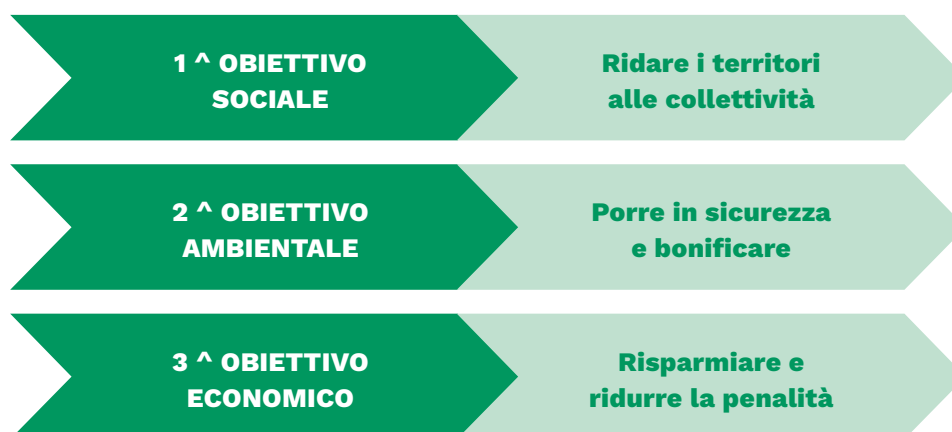 1 ^ OBIETTIVO
SOCIALE
Ridare i territori
alle collettività
2 ^ OBIETTIVO
AMBIENTALE
Porre in sicurezza
e bonificare
3 ^ OBIETTIVO
ECONOMICO
Risparmiare e
ridurre la penalità